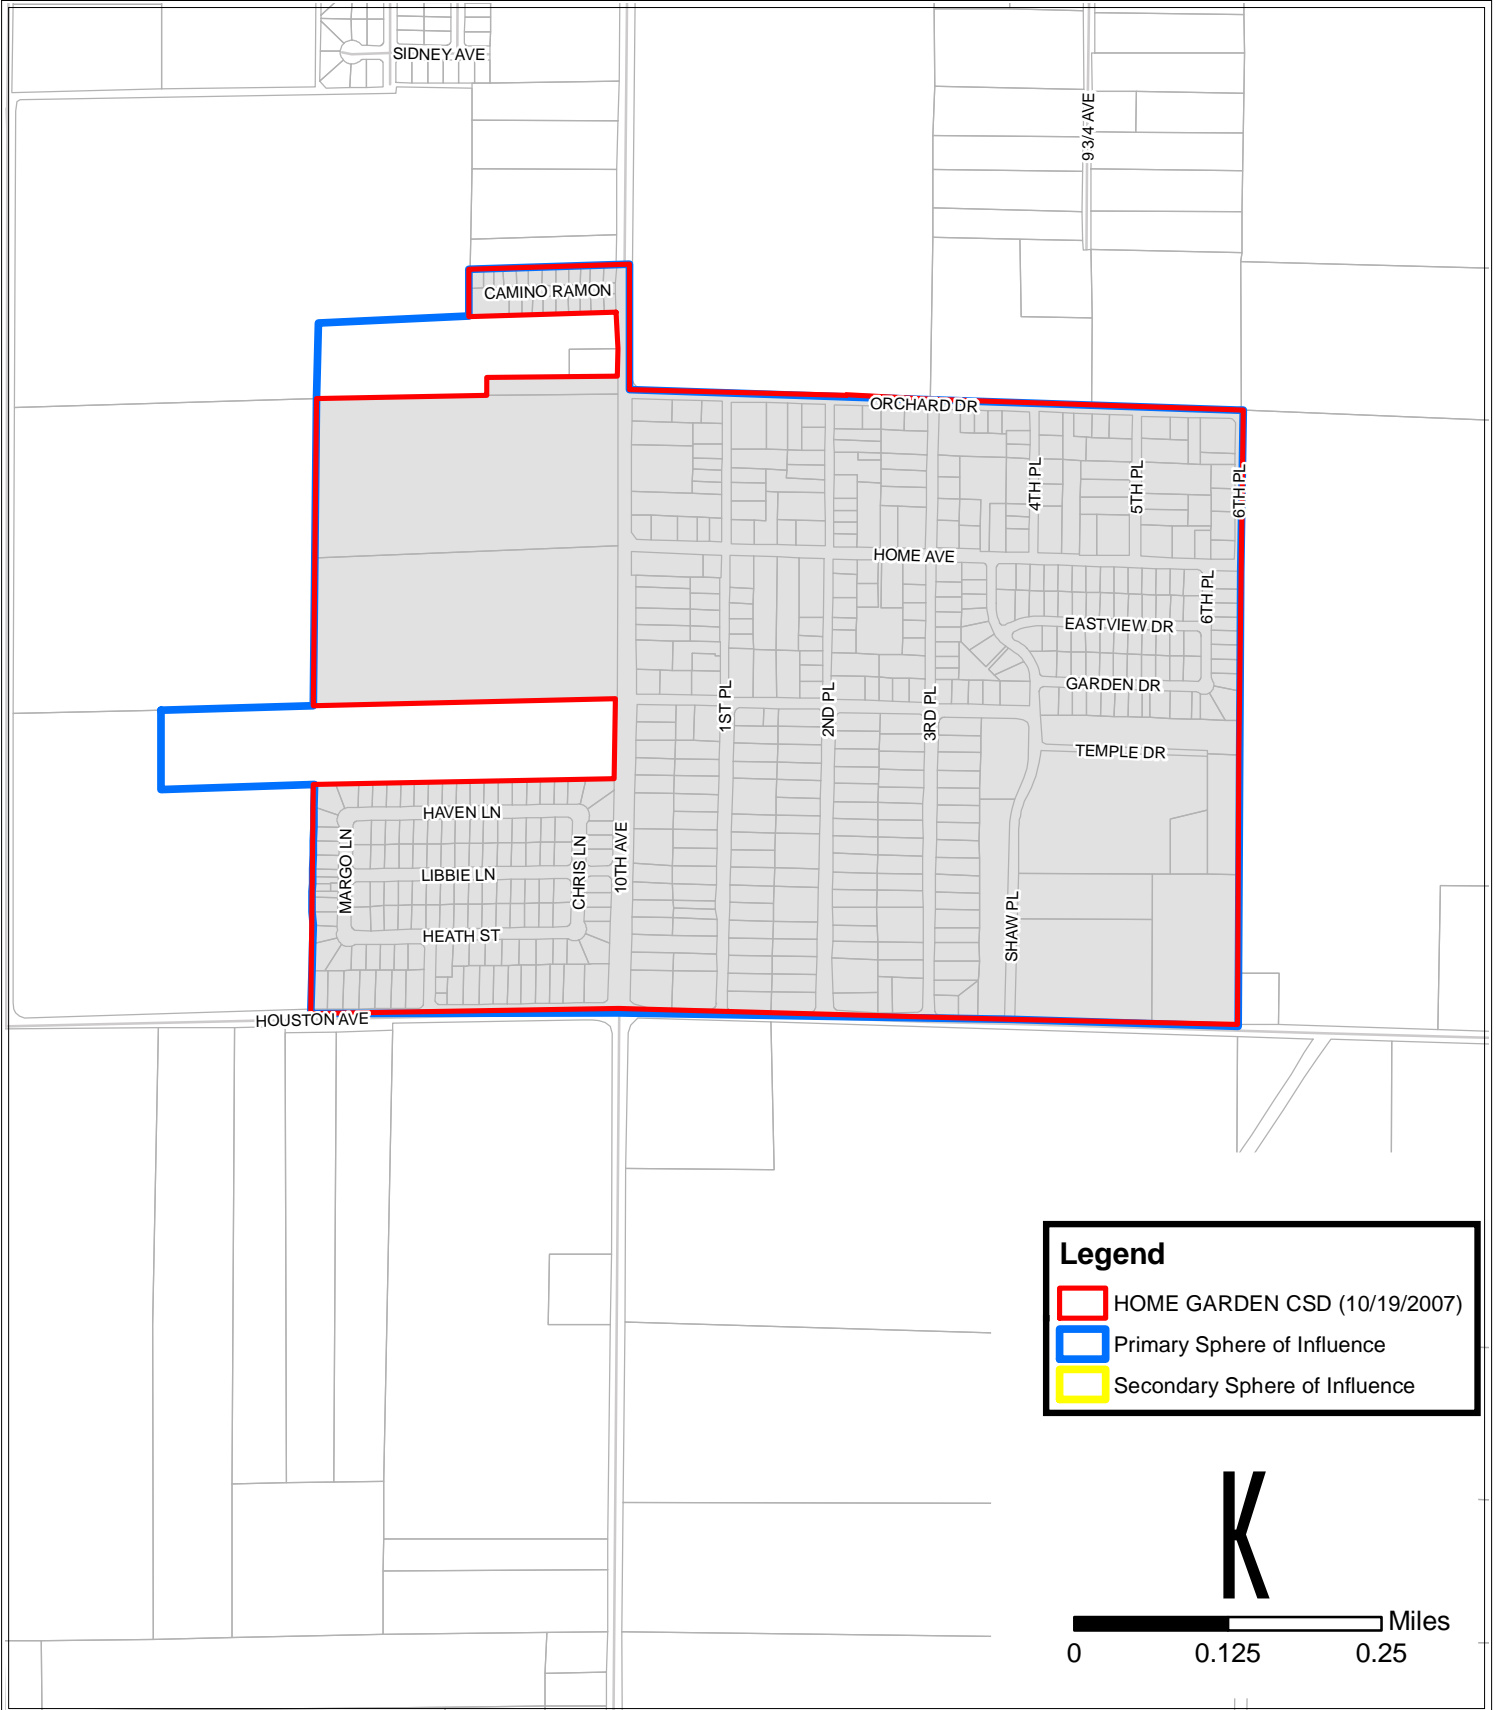 SIDNEY AVE
9 3/4 AVE
CAMINO RAMON
ORCHARD DR
4TH PL
5TH PL
6TH PL
HOME AVE
6TH PL
EASTVIEW DR
GARDEN DR
1ST PL
2ND PL
3RD PL
TEMPLE DR
HAVEN LN
MARGO LN
LIBBIE LN
CHRIS LN
10TH AVE
HEATH ST
SHAW PL
HOUSTON AVE
Legend
HOME GARDEN CSD (10/19/2007)
Primary Sphere of Influence
Secondary Sphere of Influence
K
Miles
0 0.125 0.25